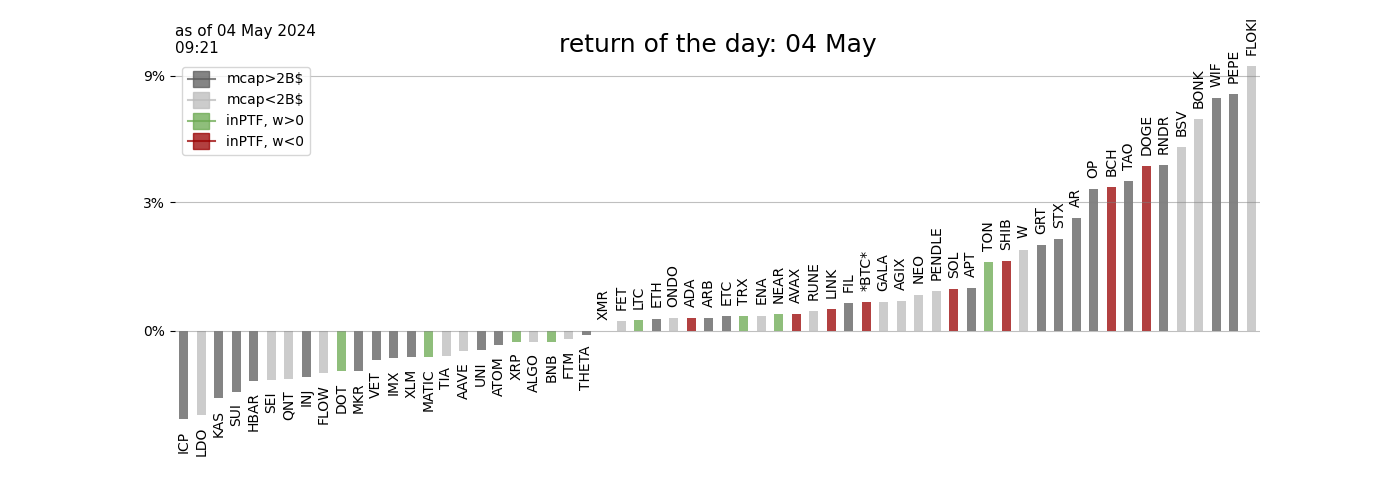 as of 04 May 2024
09:21
return of the day: 04 May
mcap>2B$
mcap<2B$
inPTF, w>0
inPTF, w<0
9%
3%
0%
ICP
LDO
KAS
SUI
HBAR
SEI
QNT
INJ
FLOW
DOT
MKR
VET
IMX
XLM
MATIC
TIA
AAVE
UNI
ATOM
XRP
ALGO
BNB
FTM
THETA
XMR
FET
LTC
ETH
ONDO
ADA
ARB
ETC
TRX
ENA
NEAR
AVAX
RUNE
LINK
FIL
*BTC*
GALA
AGIX
NEO
PENDLE
SOL
APT
TON
SHIB
W
GRT
STX
AR
OP
BCH
TAO
DOGE
RNDR
BSV
BONK
WIF
PEPE
FLOKI